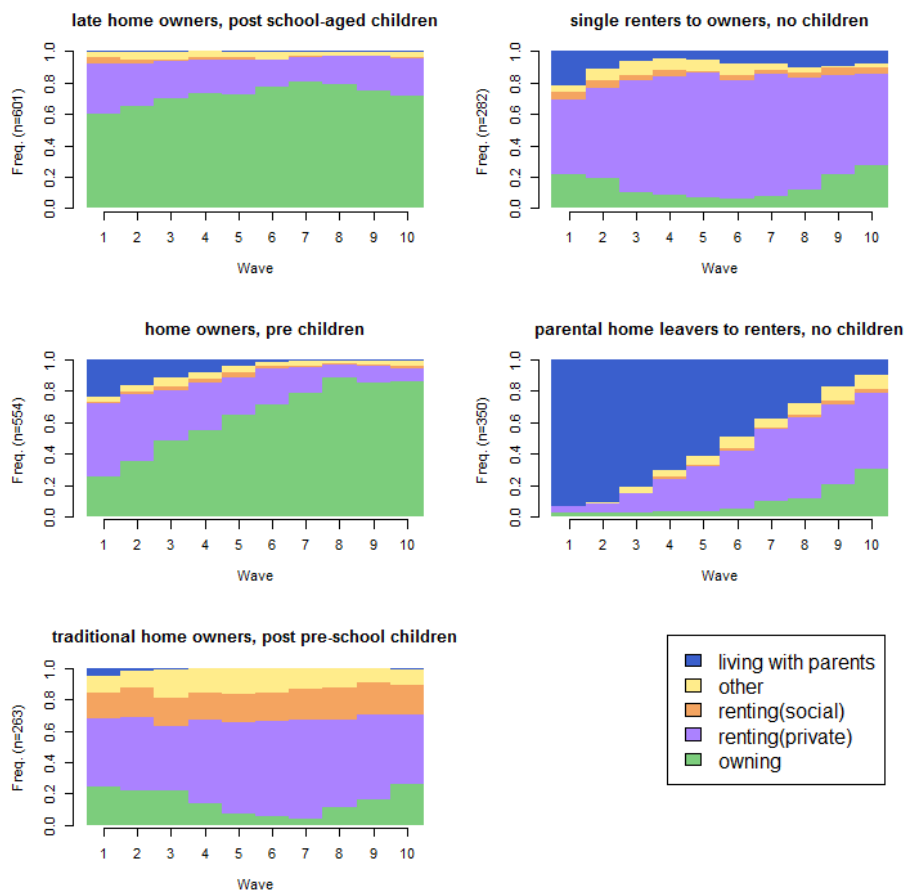 late home owners, post school-aged children
Freq. (n=601)
0.0 0.2 0.4 0.6 0.8 1.0
1 2 3 4 5 6 7 8 9 10
Wave
single renters to owners, no children
Freq. (n=282)
0.0 0.2 0.4 0.6 0.8 1.0
1 2 3 4 5 6 7 8 9 10
Wave
home owners, pre children
Freq. (n=554)
0.0 0.2 0.4 0.6 0.8 1.0
1 2 3 4 5 6 7 8 9 10
Wave
parental home leavers to renters, no children
Freq. (n=350)
0.0 0.2 0.4 0.6 0.8 1.0
1 2 3 4 5 6 7 8 9 10
Wave
traditional home owners, post pre-school children
Freq. (n=263)
0.0 0.2 0.4 0.6 0.8 1.0
1 2 3 4 5 6 7 8 9 10
Wave
living with parents
other
renting(social)
renting(private)
owning